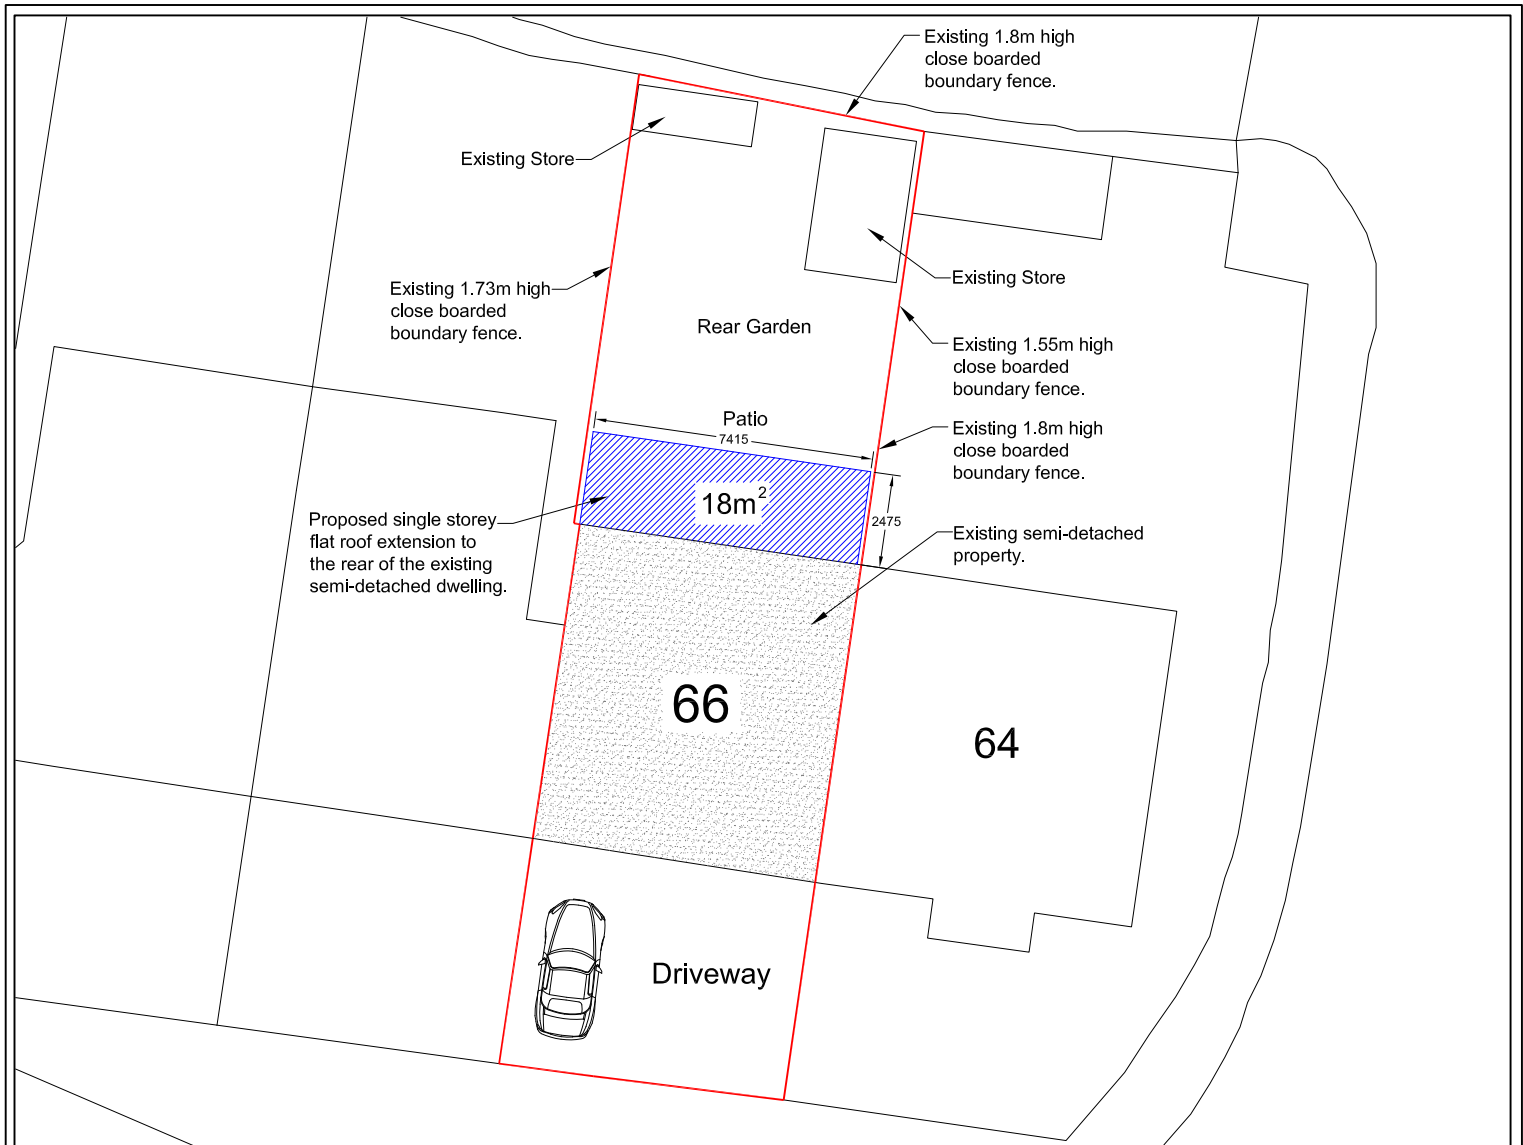 Existing 1.8m high
close boarded
boundary fence.
Existing Store
Existing Store
Existing 1.73m high
close boarded
boundary fence.
Rear Garden
Existing 1.55m high
close boarded
boundary fence.
Patio
7415
Existing 1.8m high
close boarded
boundary fence.
18m²
2475
Proposed single storey
flat roof extension to
the rear of the existing
semi-detached dwelling.
Existing semi-detached
property.
66
64
Driveway